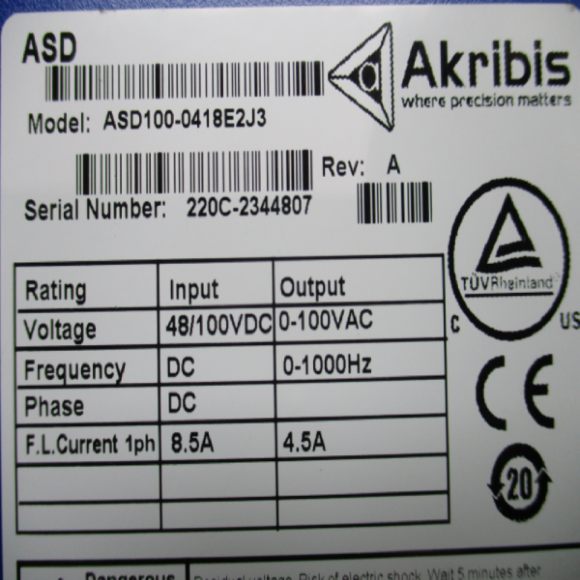 ASD
Akribis
where precision matters
Model: ASD100-0418E2J3
Rev: A
Serial Number: 220C-2344807
TÜVRheinland
C US
Rating Input Output
Voltage 48/100VDC 0-100VAC
Frequency DC 0-1000Hz
Phase DC
F.L.Current 1ph 8.5A 4.5A
CE
20
Dangerous Residual voltage. Risk of electric shock. Wait 5 minutes after